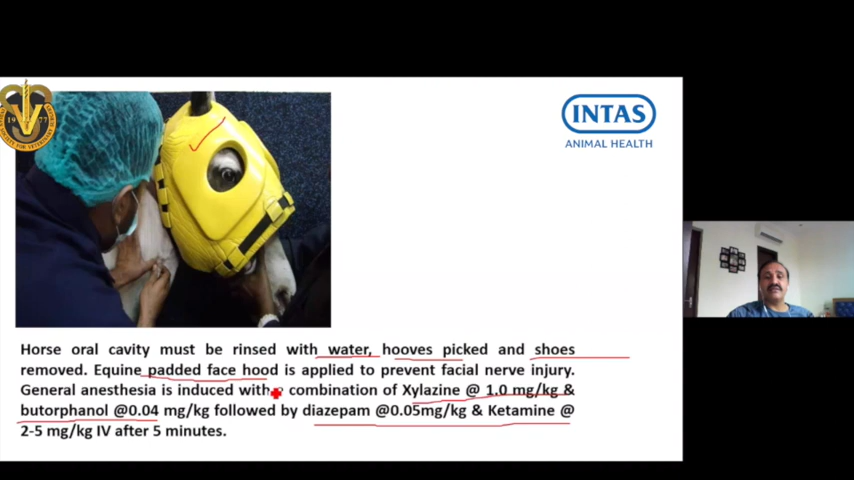 INTAS
ANIMAL HEALTH
19 77
Horse oral cavity must be rinsed with water, hooves picked and shoes
removed. Equine padded face hood is applied to prevent facial nerve injury.
General anesthesia is induced with combination of Xylazine @ 1.0 mg/kg &
butorphanol @0.04 mg/kg followed by diazepam @0.05mg/kg & Ketamine @
2-5 mg/kg IV after 5 minutes.